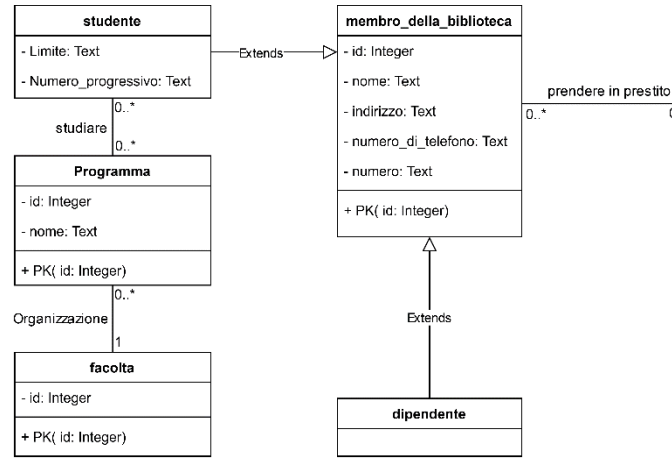 studente
- Limite: Text
- Numero_progressivo: Text
Extends
membro_della_biblioteca
- id: Integer
- nome: Text
- indirizzo: Text
- numero_di_telefono: Text
- numero: Text
+ PK( id: Integer)
prendere in prestito
0..*
0..*
studiare
0..*
Programma
- id: Integer
- nome: Text
+ PK( id: Integer)
0..*
Organizzazione
1
facolta
- id: Integer
+ PK( id: Integer)
Extends
dipendente